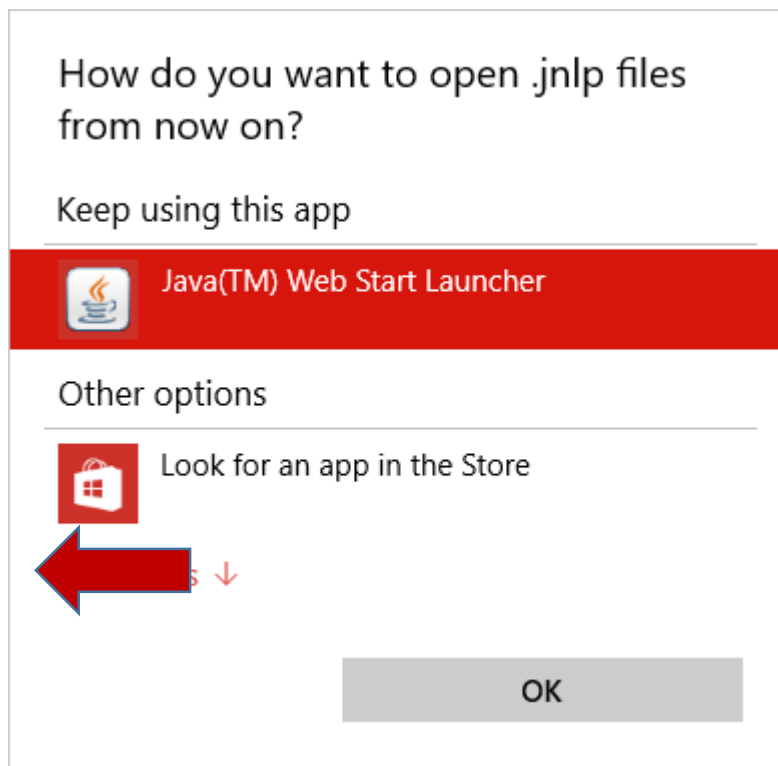 How do you want to open .jnlp files
from now on?
Keep using this app
Java(TM) Web Start Launcher
Other options
Look for an app in the Store
OK